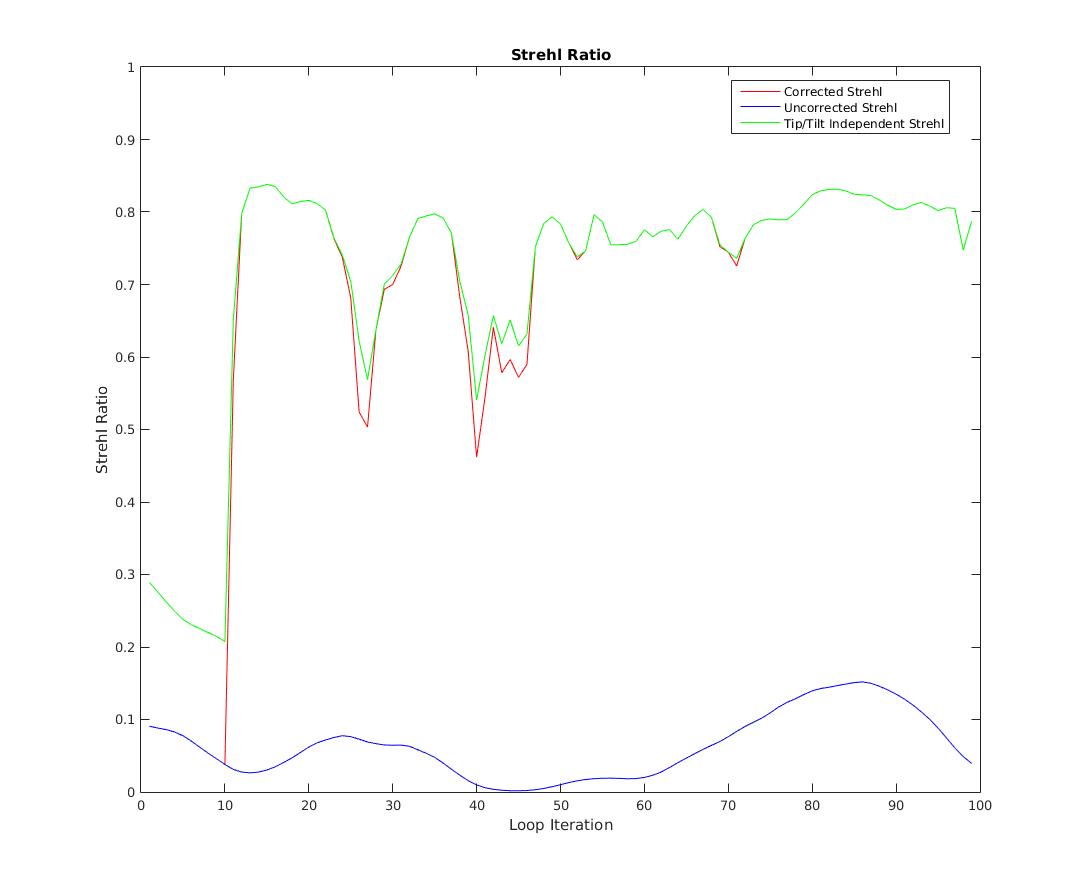 Strehl Ratio
Corrected Strehl
Uncorrected Strehl
Tip/Tilt Independent Strehl
Strehl Ratio
1
0.9
0.8
0.7
0.6
0.5
0.4
0.3
0.2
0.1
0
0 10 20 30 40 50 60 70 80 90 100
Loop Iteration